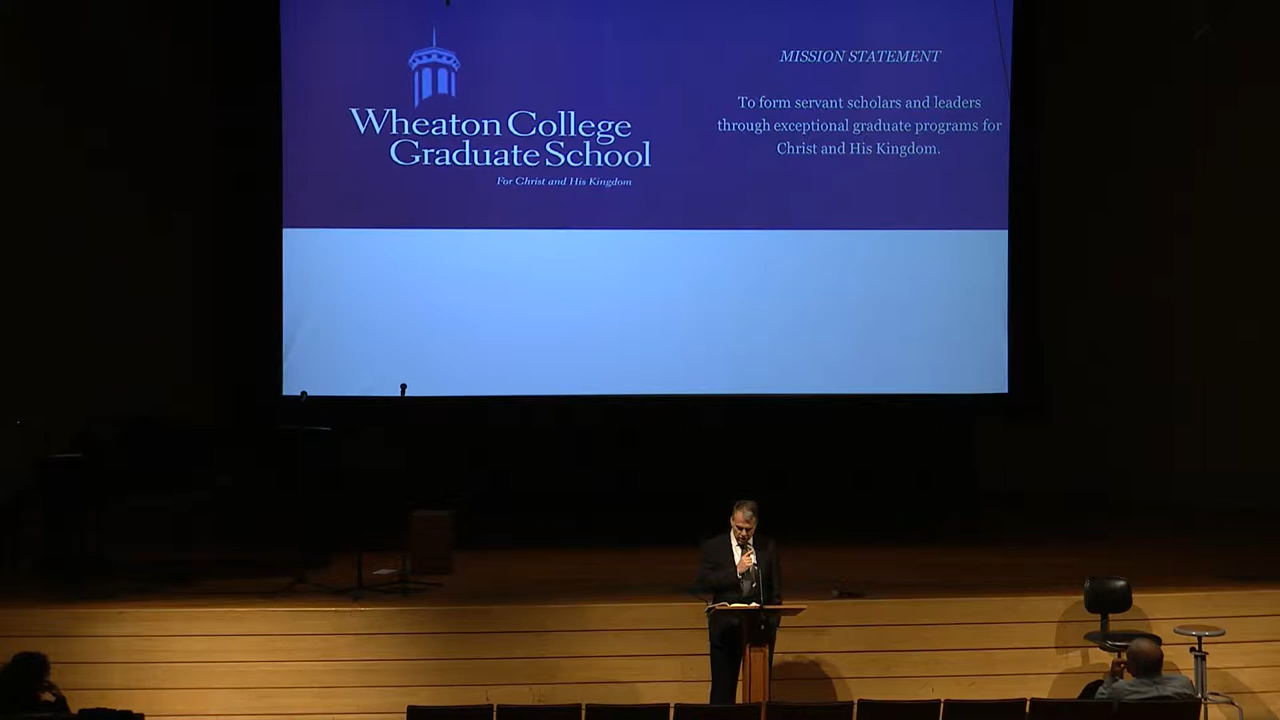 Wheaton College
Graduate School
For Christ and His Kingdom
MISSION STATEMENT
To form servant scholars and leaders
through exceptional graduate programs for
Christ and His Kingdom.